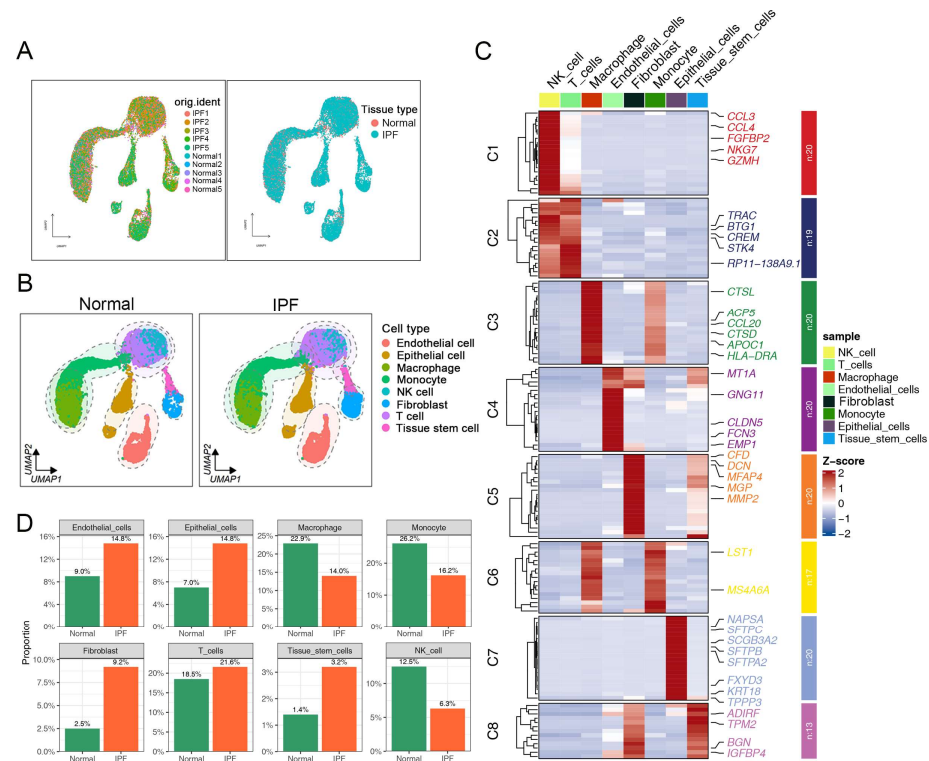 A
orig.ident
IPF1
IPF2
IPF3
IPF4
IPF5
Normal1
Normal2
Normal3
Normal4
Normal5
UMAP1
Tissue type
Normal
IPF
UMAP1
B
Normal
IPF
UMAP2
UMAP1
UMAP2
UMAP1
Cell type
Endothelial cell
Epithelial cell
Macrophage
Monocyte
NK cell
Fibroblast
T cell
Tissue stem cell
C
NK_cell
T_cells
Macrophage
Endothelial_cells
Fibroblast
Monocyte
Epithelial_cells
Tissue_stem_cells
C1
CCL3
CCL4
FGFBP2
NKG7
GZMH
n:20
C2
TRAC
BTG1
CREM
STK4
RP11−138A9.1
n:19
C3
CTSL
ACP5
CCL20
CTSD
APOC1
HLA−DRA
n:20
C4
MT1A
GNG11
CLDN5
FCN3
EMP1
n:20
C5
CFD
DCN
MFAP4
MGP
MMP2
n:20
C6
LST1
MS4A6A
n:17
C7
NAPSA
SFTPC
SCGB3A2
SFTPB
SFTPA2
FXYD3
KRT18
TPPP3
n:20
C8
ADIRF
TPM2
BGN
IGFBP4
n:13
sample
NK_cell
T_cells
Macrophage
Endothelial_cells
Fibroblast
Monocyte
Epithelial_cells
Tissue_stem_cells
Z−score
2
1
0
−1
−2
D
Proportion
Endothelial_cells
16%
12%
8%
4%
0%
9.0%
14.8%
Normal IPF
Epithelial_cells
16%
12%
8%
4%
0%
7.0%
14.8%
Normal IPF
Macrophage
25%
20%
15%
10%
5%
0%
22.9%
14.0%
Normal IPF
Monocyte
20%
10%
0%
26.2%
16.2%
Normal IPF
Fibroblast
10.0%
7.5%
5.0%
2.5%
0.0%
2.5%
9.2%
Normal IPF
T_cells
20%
15%
10%
5%
0%
18.5%
21.6%
Normal IPF
Tissue_stem_cells
3%
2%
1%
0%
1.4%
3.2%
Normal IPF
NK_cell
10%
5%
0%
12.5%
6.3%
Normal IPF